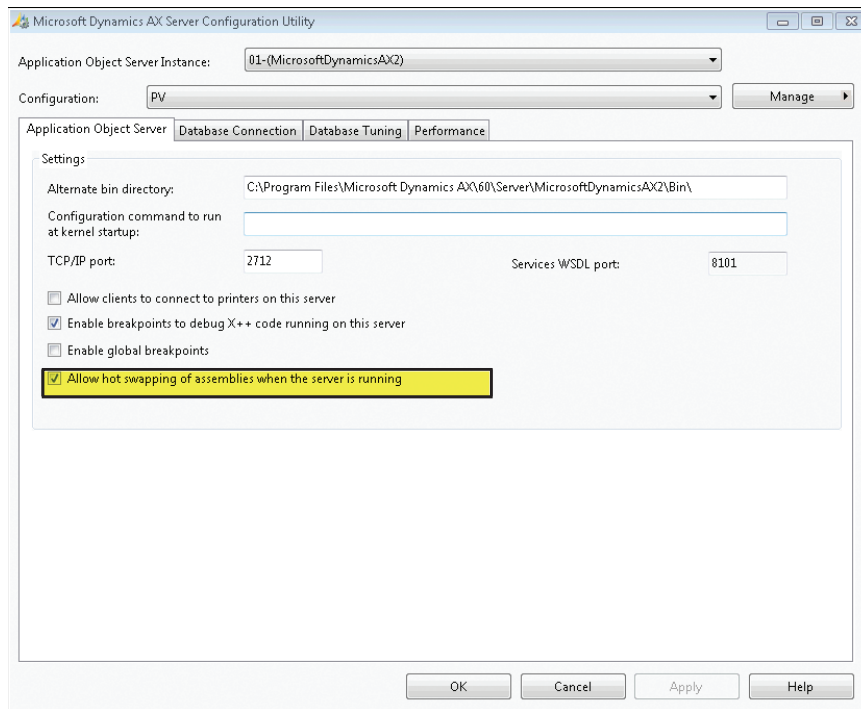 Microsoft Dynamics AX Server Configuration Utility
Application Object Server Instance: 01-(MicrosoftDynamicsAX2)
Configuration: PV Manage
Application Object Server Database Connection Database Tuning Performance
Settings
Alternate bin directory: C:\Program Files\Microsoft Dynamics AX\60\Server\MicrosoftDynamicsAX2\Bin\
Configuration command to run
at kernel startup:
TCP/IP port: 2712 Services WSDL port: 8101
Allow clients to connect to printers on this server
Enable breakpoints to debug X++ code running on this server
Enable global breakpoints
Allow hot swapping of assemblies when the server is running
OK Cancel Apply Help